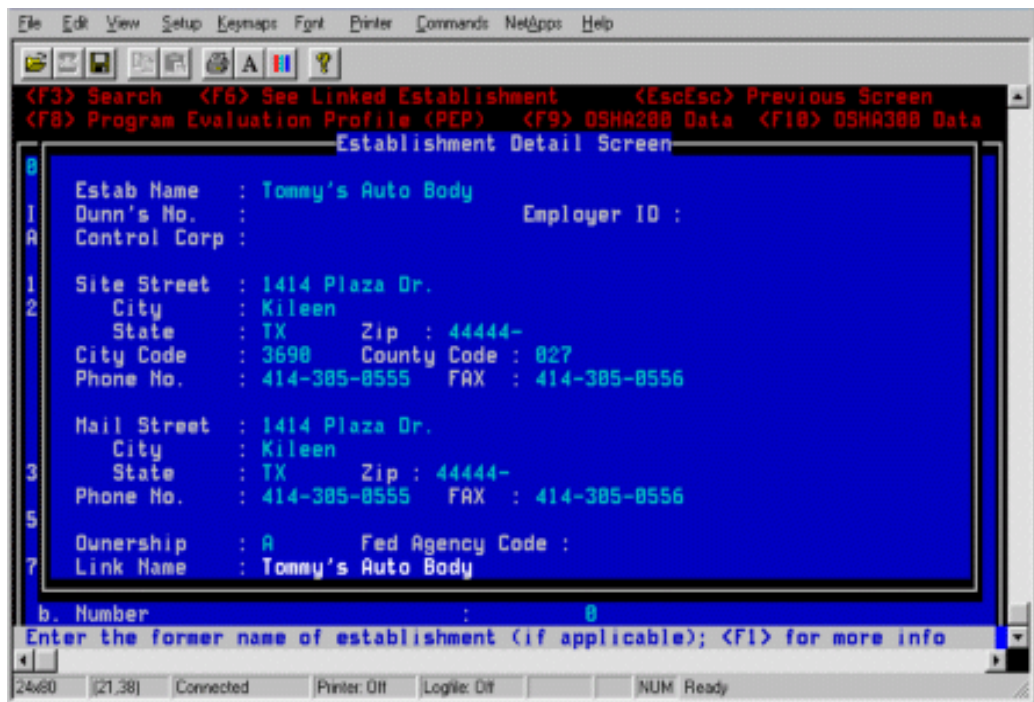 File Edit View Setup Keymaps Font Printer Commands NetApps Help
A
<F3> Search <F6> See Linked Establishment <EscEsc> Previous Screen
<F8> Program Evaluation Profile (PEP) <F9> OSHA200 Data <F10> OSHA300 Data
Establishment Detail Screen
0
Estab Name : Tommy's Auto Body
I Dunn's No. : Employer ID :
A Control Corp :
1 Site Street : 1414 Plaza Dr.
2 City : Kileen
State : TX Zip : 44444-
City Code : 3690 County Code : 027
Phone No. : 414-305-0555 FAX : 414-305-0556
Mail Street : 1414 Plaza Dr.
City : Kileen
3 State : TX Zip : 44444-
Phone No. : 414-305-0555 FAX : 414-305-0556
5
Ownership : A Fed Agency Code :
7 Link Name : Tommy's Auto Body
b. Number : 0
Enter the former name of establishment (if applicable); <F1> for more info
24x80 [21,38] Connected Printer: Off Logfile: Off NUM Ready